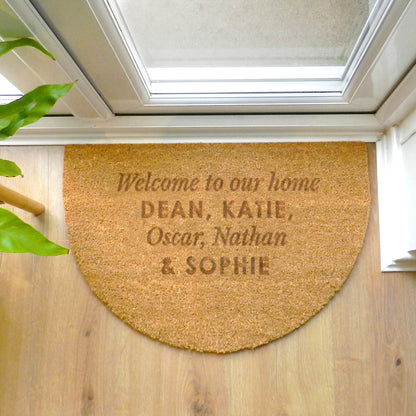 Welcome to our home
DEAN, KATIE,
Oscar, Nathan
& SOPHIE